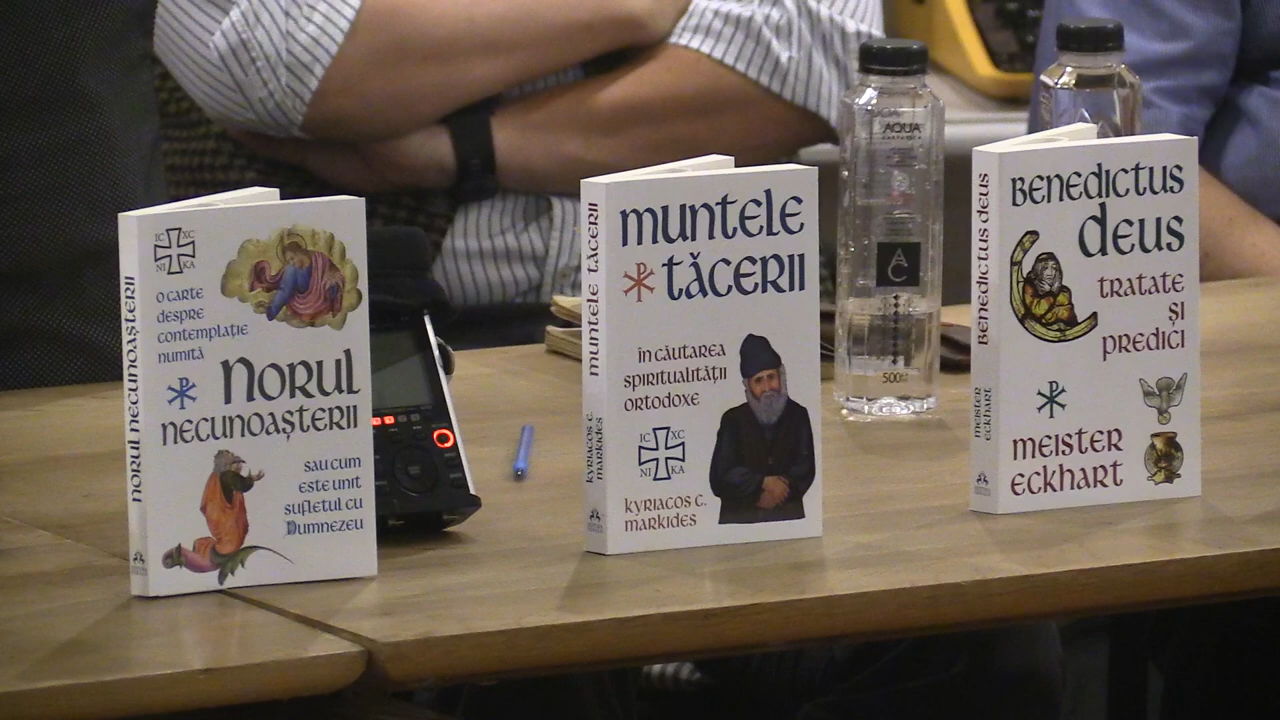 norul necunoașterii
IC XC
NI KA
o carte
despre
contemplație
numită
norul
necunoașterii
sau cum
este unit
sufletul cu
Dumnezeu
muntele tăcerii
kyriacos c.
markides
muntele
tăcerii
în căutarea
spiritualității
ortodoxe
IC XC
NI KA
kyriacos c.
markides
AQUA
CARPATICA
AC
500
Benedictus deus
meister
eckhart
Benedictus
deus
tratate
și
predici
meister
eckhart